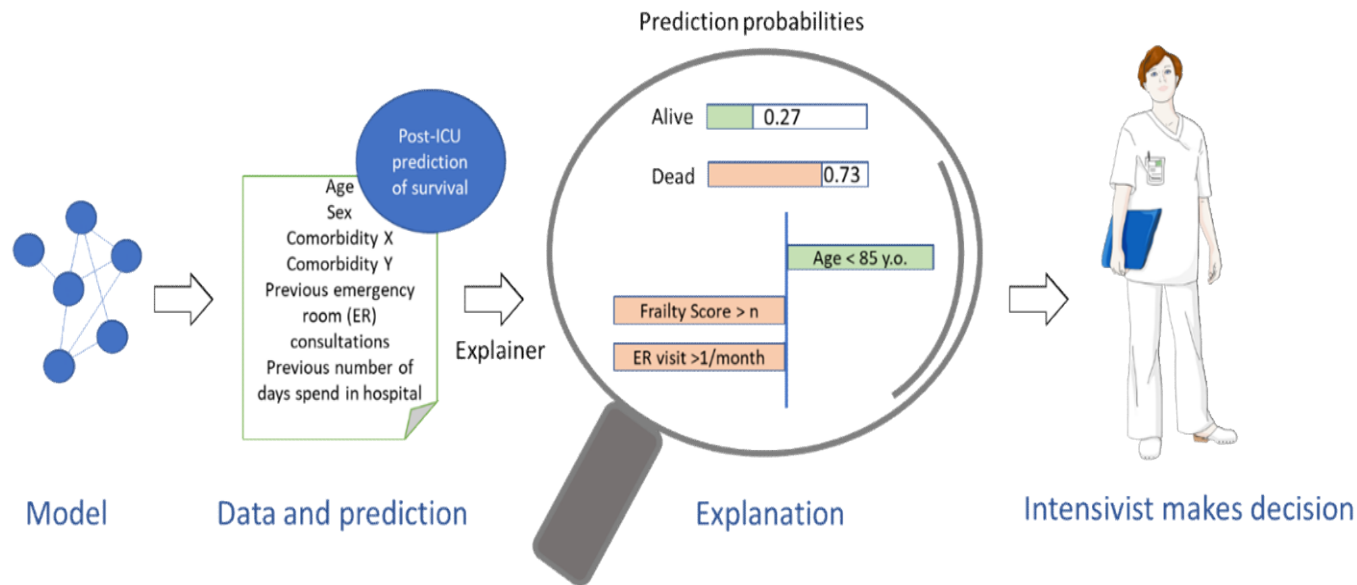 Prediction probabilities
Post-ICU
prediction
of survival
Age
Sex
Comorbidity X
Comorbidity Y
Previous emergency
room (ER)
consultations
Previous number of
days spend in hospital
Explainer
Alive
0.27
Dead
0.73
Age < 85 y.o.
Frailty Score > n
ER visit >1/month
Model
Data and prediction
Explanation
Intensivist makes decision